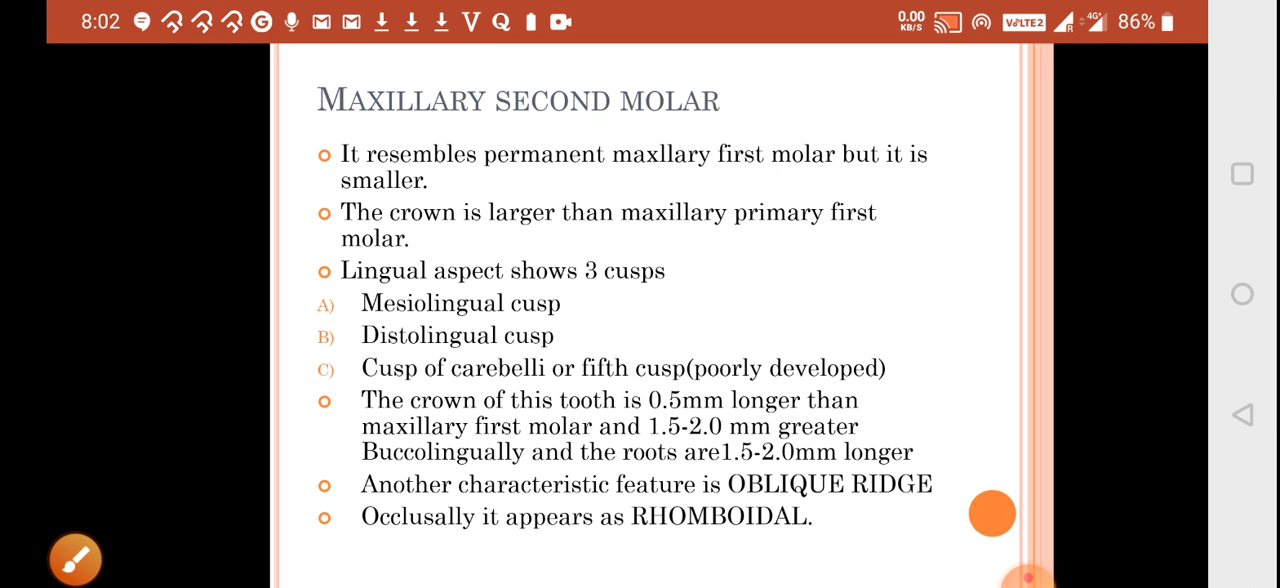 8:02 G V Q 0.00 KB/S VoLTE2 R 4G+ 86%
MAXILLARY SECOND MOLAR
It resembles permanent maxllary first molar but it is
smaller.
The crown is larger than maxillary primary first
molar.
Lingual aspect shows 3 cusps
A) Mesiolingual cusp
B) Distolingual cusp
C) Cusp of carebelli or fifth cusp(poorly developed)
The crown of this tooth is 0.5mm longer than
maxillary first molar and 1.5-2.0 mm greater
Buccolingually and the roots are1.5-2.0mm longer
Another characteristic feature is OBLIQUE RIDGE
Occlusally it appears as RHOMBOIDAL.